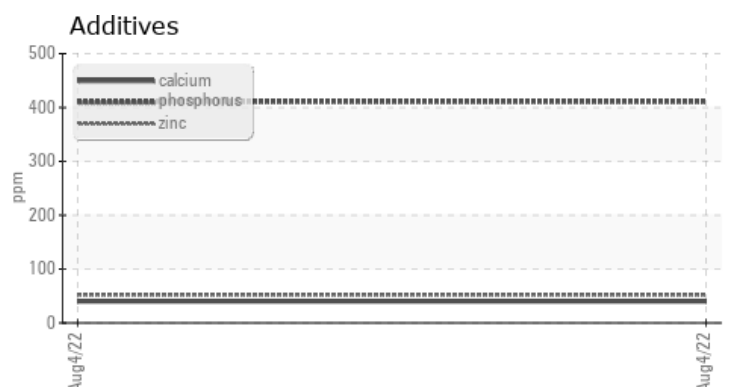 Additives
500
400
300
200
100
0
ppm
calcium
phosphorus
zinc
Aug4/22
Aug4/22